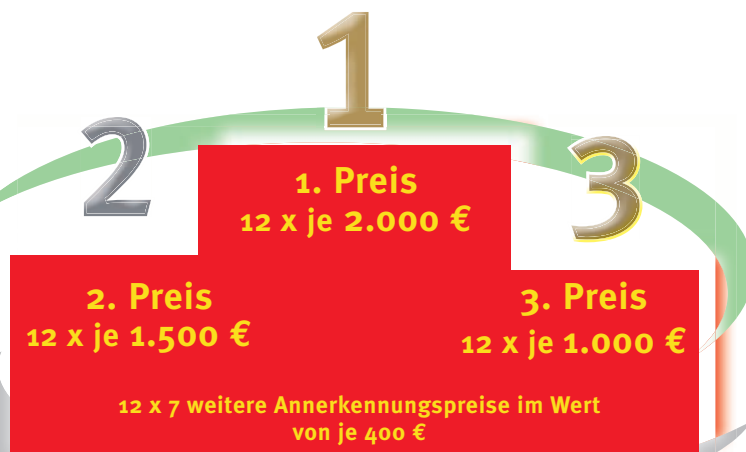 1
2
3
1. Preis
12 x je 2.000 €
2. Preis
12 x je 1.500 €
3. Preis
12 x je 1.000 €
12 x 7 weitere Annerkennungspreise im Wert
von je 400 €